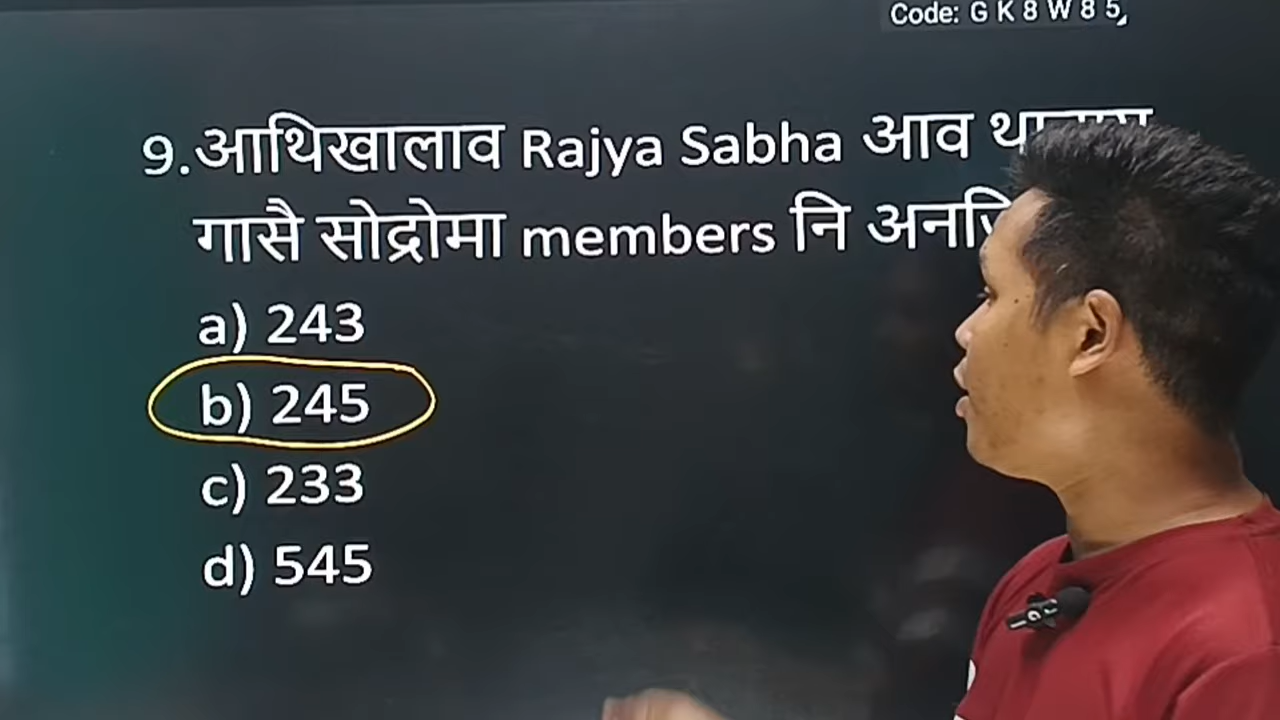 Code: G K 8 W 8 5
9. आथिखालाव Rajya Sabha आव
गासै सोद्रोमा members नि
a) 243
b) 245
c) 233
d) 545